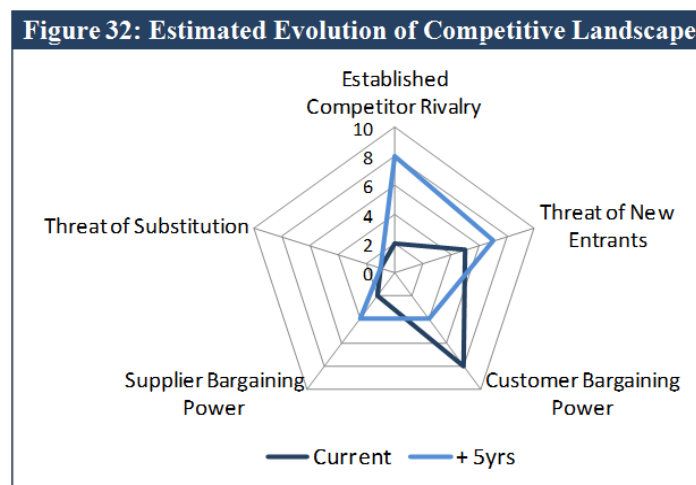 Figure 32: Estimated Evolution of Competitive Landscape
Established
Competitor Rivalry
10
8
6
4
2
0
Threat of New
Entrants
Customer Bargaining
Power
Supplier Bargaining
Power
Threat of Substitution
Current
+ 5yrs